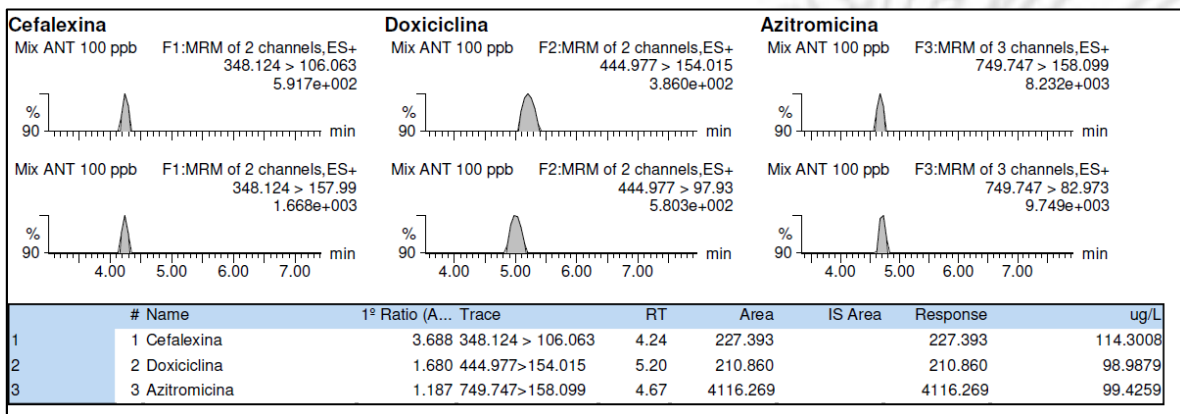 Cefalexina
Mix ANT 100 ppb F1:MRM of 2 channels,ES+
348.124 > 106.063
5.917e+002
%
90
min
Mix ANT 100 ppb F1:MRM of 2 channels,ES+
348.124 > 157.99
1.668e+003
%
90
min
4.00 5.00 6.00 7.00
Doxiciclina
Mix ANT 100 ppb F2:MRM of 2 channels,ES+
444.977 > 154.015
3.860e+002
%
90
min
Mix ANT 100 ppb F2:MRM of 2 channels,ES+
444.977 > 97.93
5.803e+002
%
90
min
4.00 5.00 6.00 7.00
Azitromicina
Mix ANT 100 ppb F3:MRM of 3 channels,ES+
749.747 > 158.099
8.232e+003
%
90
min
Mix ANT 100 ppb F3:MRM of 3 channels,ES+
749.747 > 82.973
9.749e+003
%
90
min
4.00 5.00 6.00 7.00
# Name 1º Ratio (A... Trace RT Area IS Area Response ug/L
1 1 Cefalexina 3.688 348.124 > 106.063 4.24 227.393 227.393 114.3008
2 2 Doxiciclina 1.680 444.977>154.015 5.20 210.860 210.860 98.9879
3 3 Azitromicina 1.187 749.747>158.099 4.67 4116.269 4116.269 99.4259